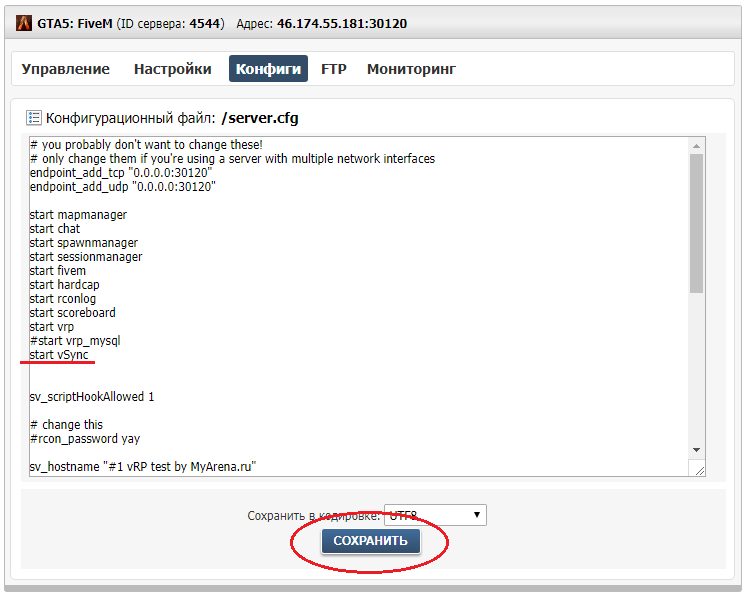 GTA5: FiveM (ID сервера: 4544) Адрес: 46.174.55.181:30120
Управление Настройки Конфиги FTP Мониторинг
Конфигурационный файл: /server.cfg
# you probably don't want to change these!
# only change them if you're using a server with multiple network interfaces
endpoint_add_tcp "0.0.0.0:30120"
endpoint_add_udp "0.0.0.0:30120"
start mapmanager
start chat
start spawnmanager
start sessionmanager
start fivem
start hardcap
start rconlog
start scoreboard
start vrp
#start vrp_mysql
start vSync
sv_scriptHookAllowed 1
# change this
#rcon_password yay
sv_hostname "#1 vRP test by MyArena.ru"
Сохранить в кодировке: UTF8
СОХРАНИТЬ